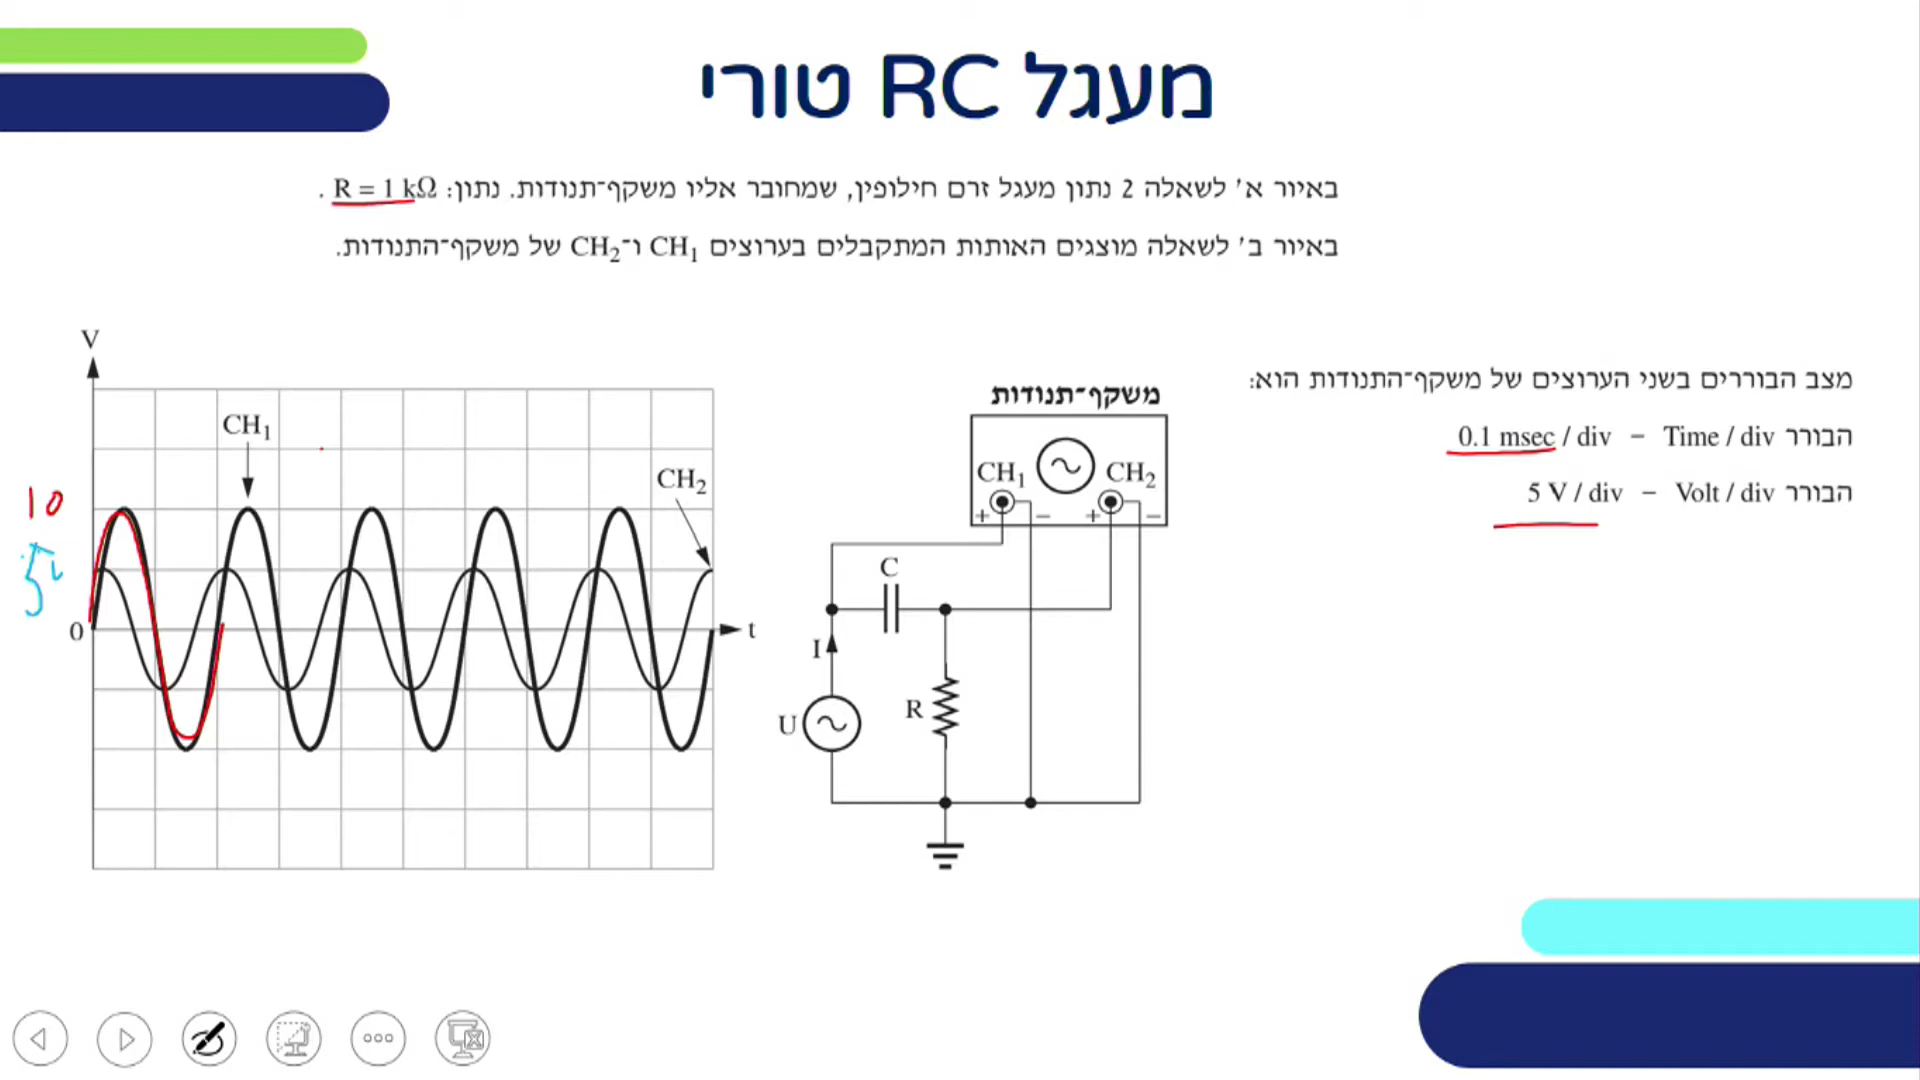 מעגל RC טורי
באיור א' לשאלה 2 נתון מעגל זרם חילופין, שמחובר אליו משקף־תנודות. נתון: R = 1 kΩ .
באיור ב' לשאלה מוצגים האותות המתקבלים בערוצים CH₁ ו־CH₂ של משקף־התנודות.
מצב הבוררים בשני הערוצים של משקף־התנודות הוא:
הבורר Time / div – 0.1 msec / div
הבורר Volt / div – 5 V / div
משקף־תנודות
CH₁ CH₂
+ − + −
C
I
U
R
V
CH₁
CH₂
10
0
t